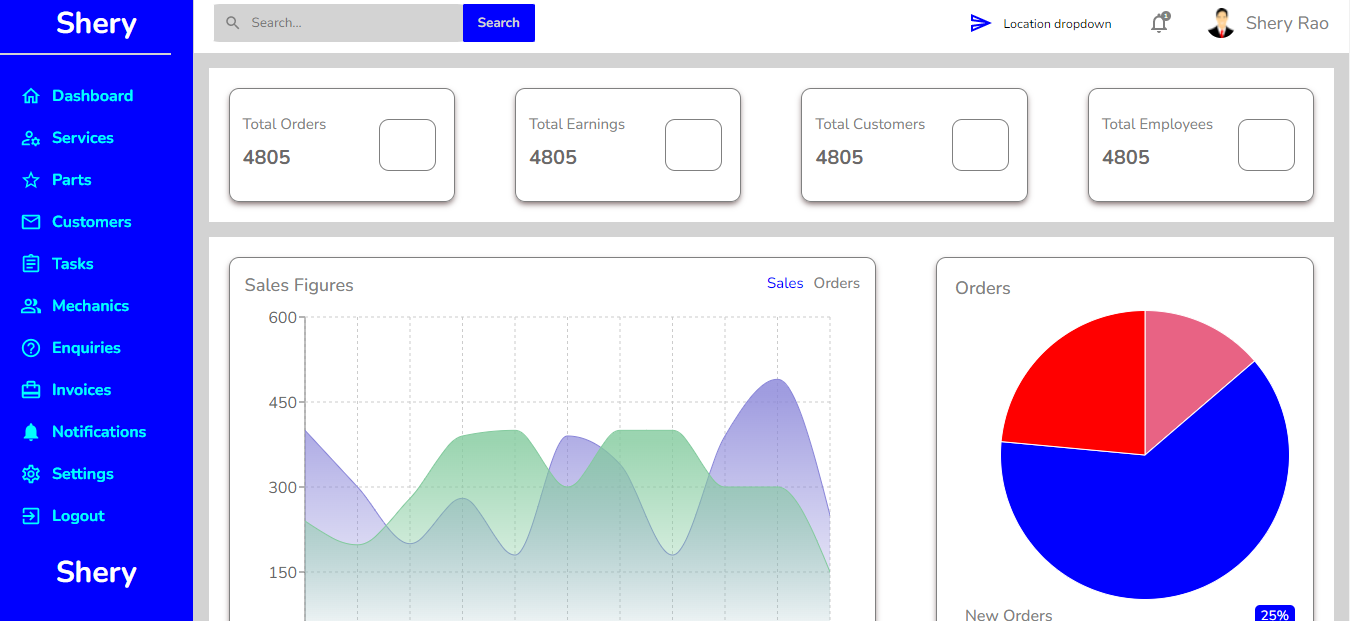 Shery
Search...
Search
Location dropdown
1
Shery Rao
Dashboard
Services
Parts
Customers
Tasks
Mechanics
Enquiries
Invoices
Notifications
Settings
Logout
Shery
Total Orders
4805
Total Earnings
4805
Total Customers
4805
Total Employees
4805
Sales Figures
Sales Orders
600
450
300
150
Orders
New Orders
25%